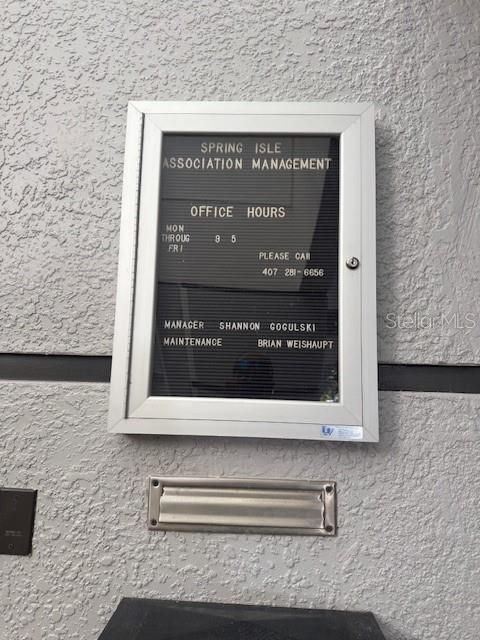 SPRING ISLE
ASSOCIATION MANAGEMENT
OFFICE HOURS
MON
THROUG 9 5
FRI
PLEASE CAll
407 281-6656
MANAGER SHANNON GOGULSKI
MAINTENANCE BRIAN WEISHAUPT
Stellar MLS